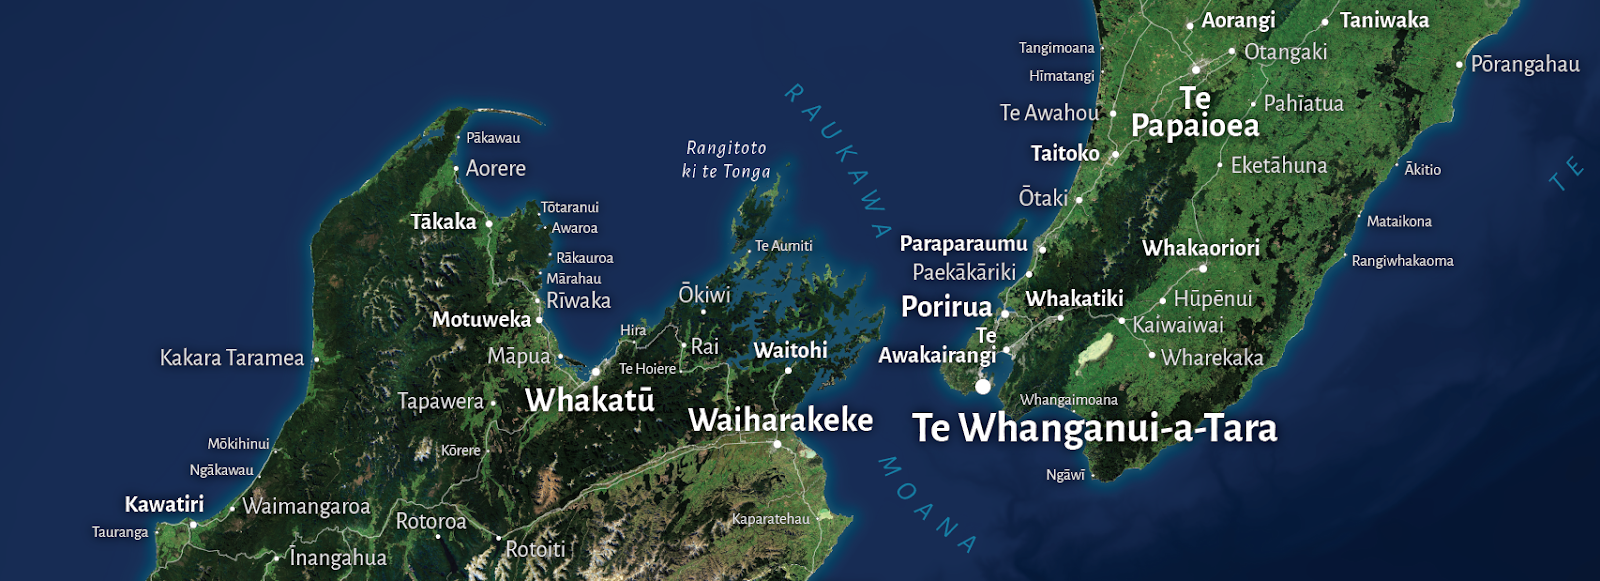 Aorangi
Taniwaka
Tangimoana
Otangaki
Hīmatangi
Pōrangahau
Te Awahou
Te
Papaioea
Pahīatua
Taitoko
Eketāhuna
Ākitio
Ōtaki
Mataikona
Paraparaumu
Whakaoriori
Rangiwhakaoma
Paekākāriki
Porirua
Whakatiki
Hūpēnui
Te
Awakairangi
Kaiwaiwai
Wharekaka
Whangaimoana
Te Whanganui-a-Tara
Ngāwī
RAUKAWA
MOANA
TE
Rangitoto
ki te Tonga
Pākawau
Aorere
Tākaka
Tōtaranui
Awaroa
Rākauroa
Mārahau
Rīwaka
Motuweka
Te Aumiti
Ōkiwi
Hira
Rai
Māpua
Te Hoiere
Waitohi
Kakara Taramea
Tapawera
Whakatū
Waiharakeke
Mōkihinui
Kōrere
Ngākawau
Kawatiri
Waimangaroa
Tauranga
Rotoroa
Kaparatehau
Īnangahua
Rotoiti